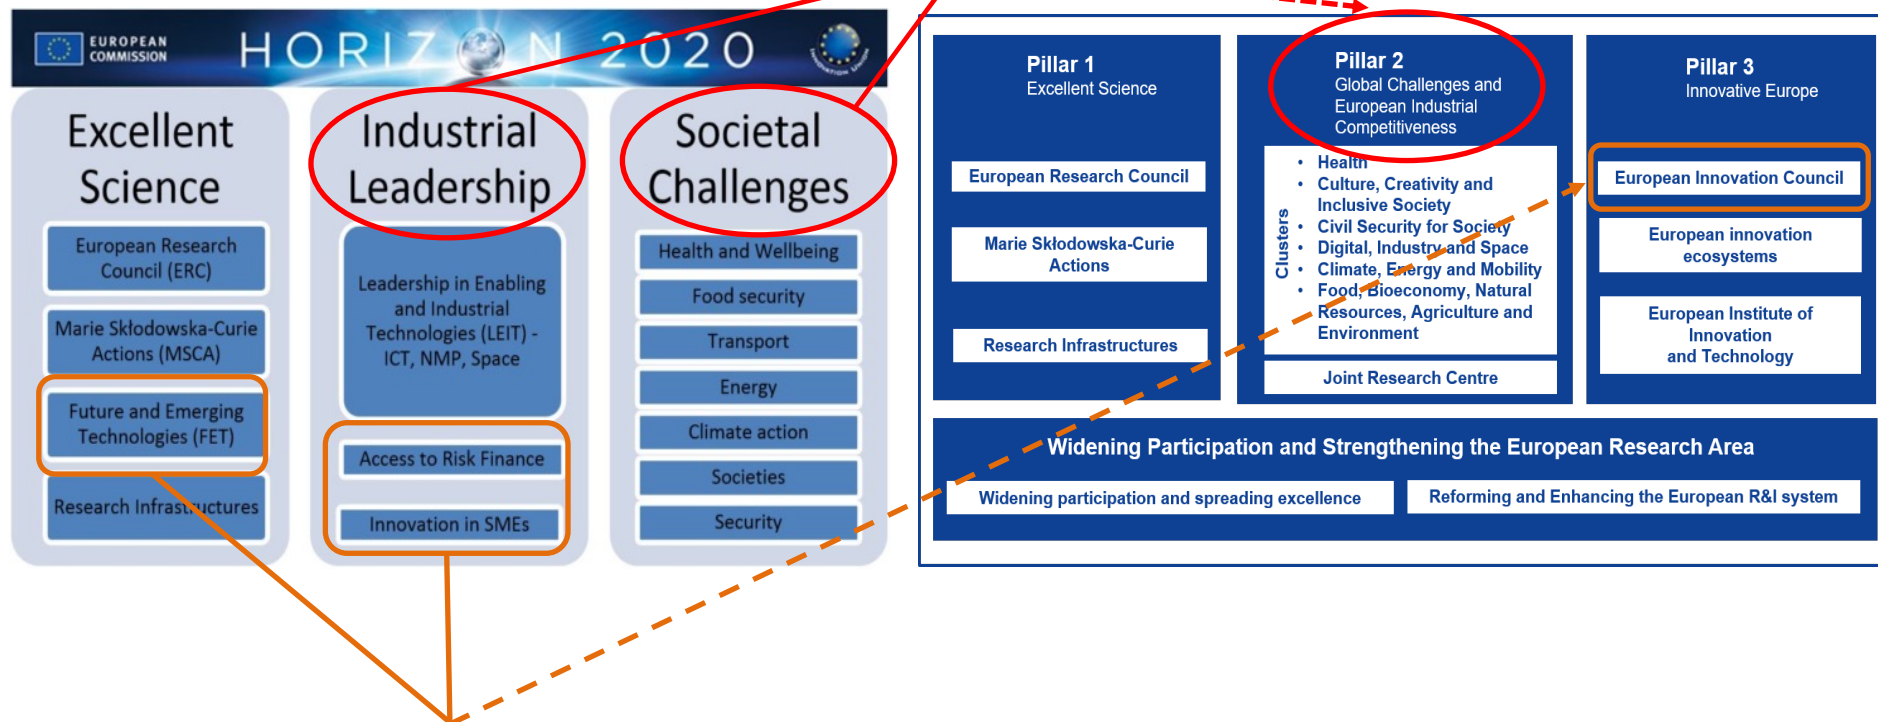 EUROPEAN
COMMISSION
HORIZON 2020
INNOVATION UNION
Excellent
Science
European Research
Council (ERC)
Marie Skłodowska-Curie
Actions (MSCA)
Future and Emerging
Technologies (FET)
Research Infrastructures
Industrial
Leadership
Leadership in Enabling
and Industrial
Technologies (LEIT) -
ICT, NMP, Space
Access to Risk Finance
Innovation in SMEs
Societal
Challenges
Health and Wellbeing
Food security
Transport
Energy
Climate action
Societies
Security
Pillar 1
Excellent Science
European Research Council
Marie Skłodowska-Curie
Actions
Research Infrastructures
Pillar 2
Global Challenges and
European Industrial
Competitiveness
Clusters
• Health
• Culture, Creativity and
Inclusive Society
• Civil Security for Society
• Digital, Industry and Space
• Climate, Energy and Mobility
• Food, Bioeconomy, Natural
Resources, Agriculture and
Environment
Joint Research Centre
Pillar 3
Innovative Europe
European Innovation Council
European innovation
ecosystems
European Institute of
Innovation
and Technology
Widening Participation and Strengthening the European Research Area
Widening participation and spreading excellence
Reforming and Enhancing the European R&I system